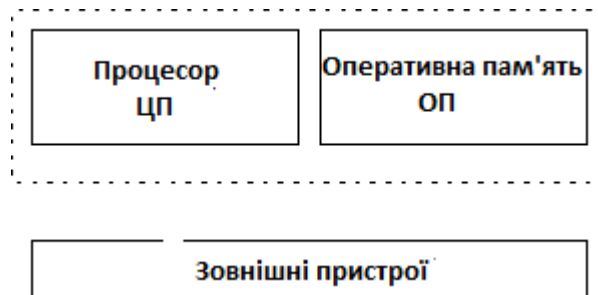 Процесор
ЦП
Оперативна пам'ять
ОП
Зовнішні пристрої